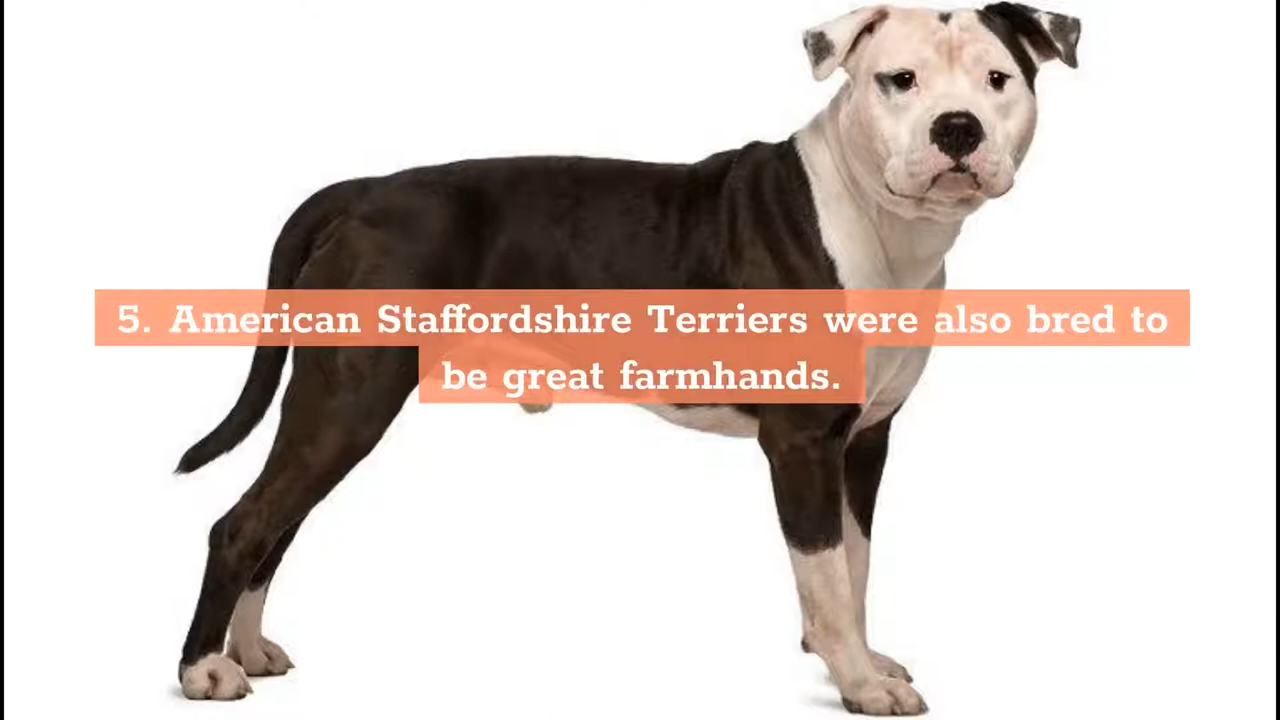 5. American Staffordshire Terriers were also bred to
be great farmhands.